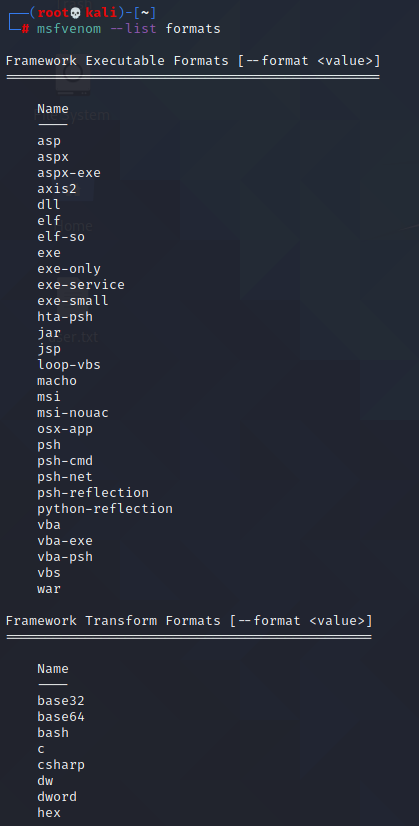 ┌──(root💀kali)-[~]
└─# msfvenom --list formats
Framework Executable Formats [--format <value>]
===============================================
Name
----
asp
aspx
aspx-exe
axis2
dll
elf
elf-so
exe
exe-only
exe-service
exe-small
hta-psh
jar
jsp
loop-vbs
macho
msi
msi-nouac
osx-app
psh
psh-cmd
psh-net
psh-reflection
python-reflection
vba
vba-exe
vba-psh
vbs
war
Framework Transform Formats [--format <value>]
==============================================
Name
----
base32
base64
bash
c
csharp
dw
dword
hex